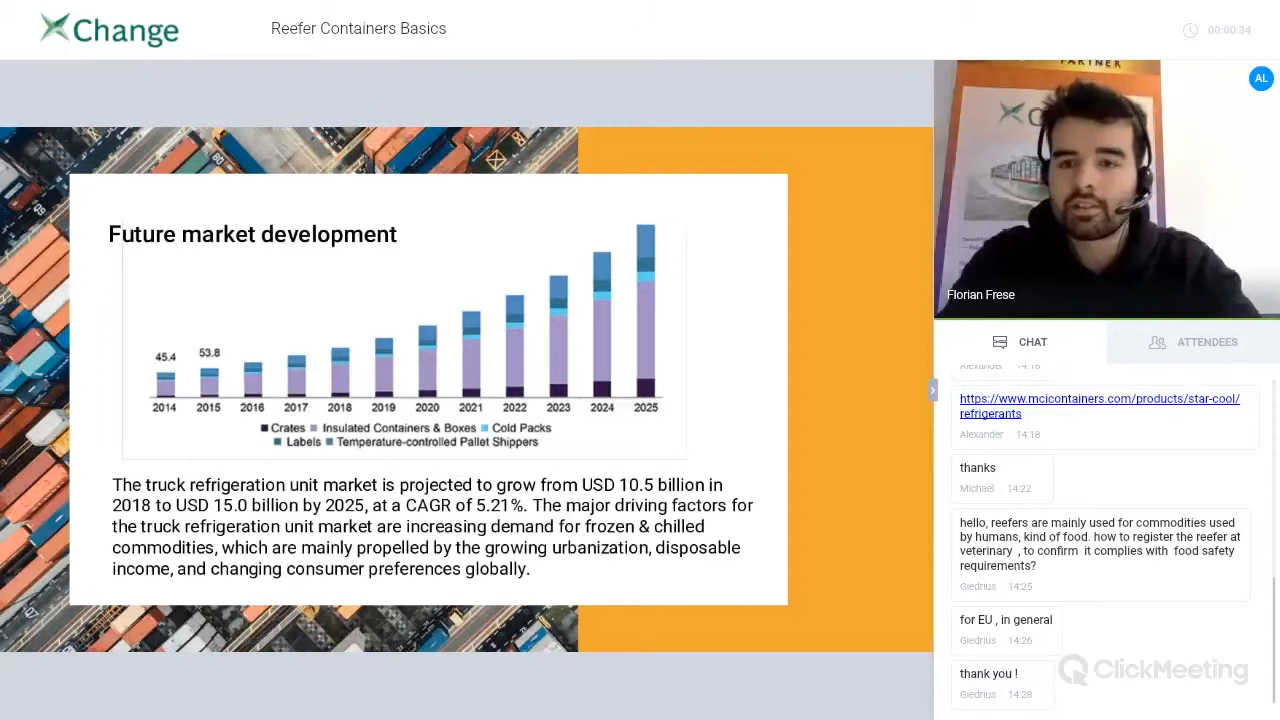 Change
Reefer Containers Basics
00:00:34
PARTNER
AL
Florian Frese
Future market development
45.4
53.8
2014 2015 2016 2017 2018 2019 2020 2021 2022 2023 2024 2025
Crates Insulated Containers & Boxes Cold Packs
Labels Temperature-controlled Pallet Shippers
The truck refrigeration unit market is projected to grow from USD 10.5 billion in
2018 to USD 15.0 billion by 2025, at a CAGR of 5.21%. The major driving factors for
the truck refrigeration unit market are increasing demand for frozen & chilled
commodities, which are mainly propelled by the growing urbanization, disposable
income, and changing consumer preferences globally.
CHAT
ATTENDEES
Alexander 14:18
https://www.mcicontainers.com/products/star-cool/
refrigerants
Alexander 14:18
thanks
Michael 14:22
hello, reefers are mainly used for commodities used
by humans, kind of food. how to register the reefer at
veterinary , to confirm it complies with food safety
requirements?
Giedrius 14:25
for EU , in general
Giedrius 14:26
thank you !
Giedrius 14:28
ClickMeeting